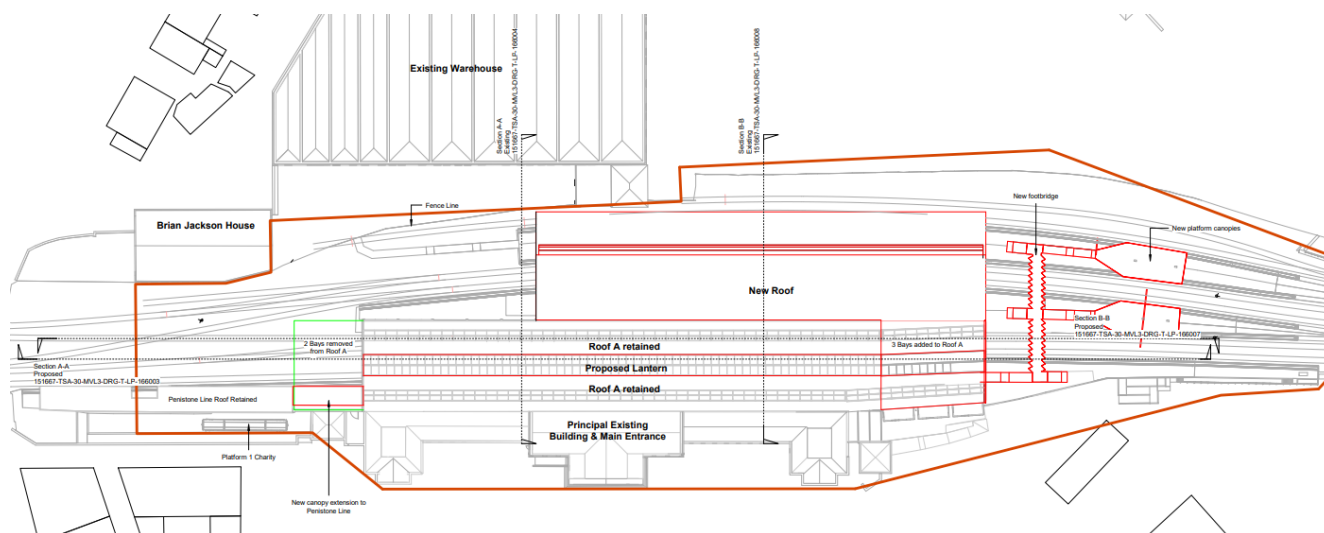 Existing Warehouse
Section A-A
Existing
151667-TSA-30-MVL3-DRG-T-LP-166004
Section B-B
Existing
151667-TSA-30-MVL3-DRG-T-LP-166008
Brian Jackson House
Fence Line
New footbridge
New platform canopies
New Roof
2 Bays removed
from Roof A
Roof A retained
3 Bays added to Roof A
Section B-B
Proposed
151667-TSA-30-MVL3-DRG-T-LP-166007
Section A-A
Proposed
151667-TSA-30-MVL3-DRG-T-LP-166003
Proposed Lantern
Penistone Line Roof Retained
Roof A retained
Principal Existing
Building & Main Entrance
Platform 1 Charity
New canopy extension to
Penistone Line